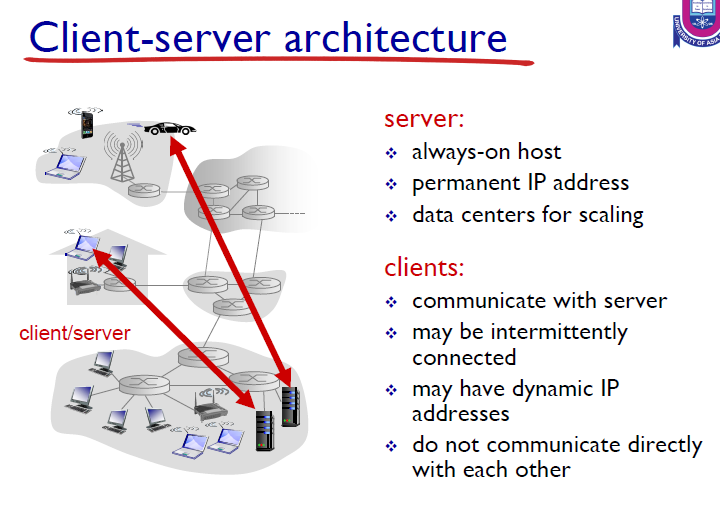 Client-server architecture
UNIVERSITY OF ASIA
server:
always-on host
permanent IP address
data centers for scaling
clients:
communicate with server
may be intermittently
connected
may have dynamic IP
addresses
do not communicate directly
with each other
client/server